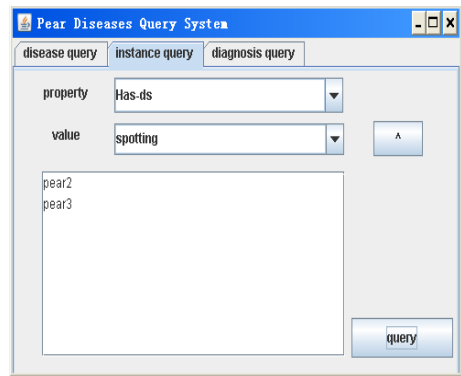 Pear Diseases Query System
disease query instance query diagnosis query
property Has-ds
value spotting ^
pear2
pear3
query